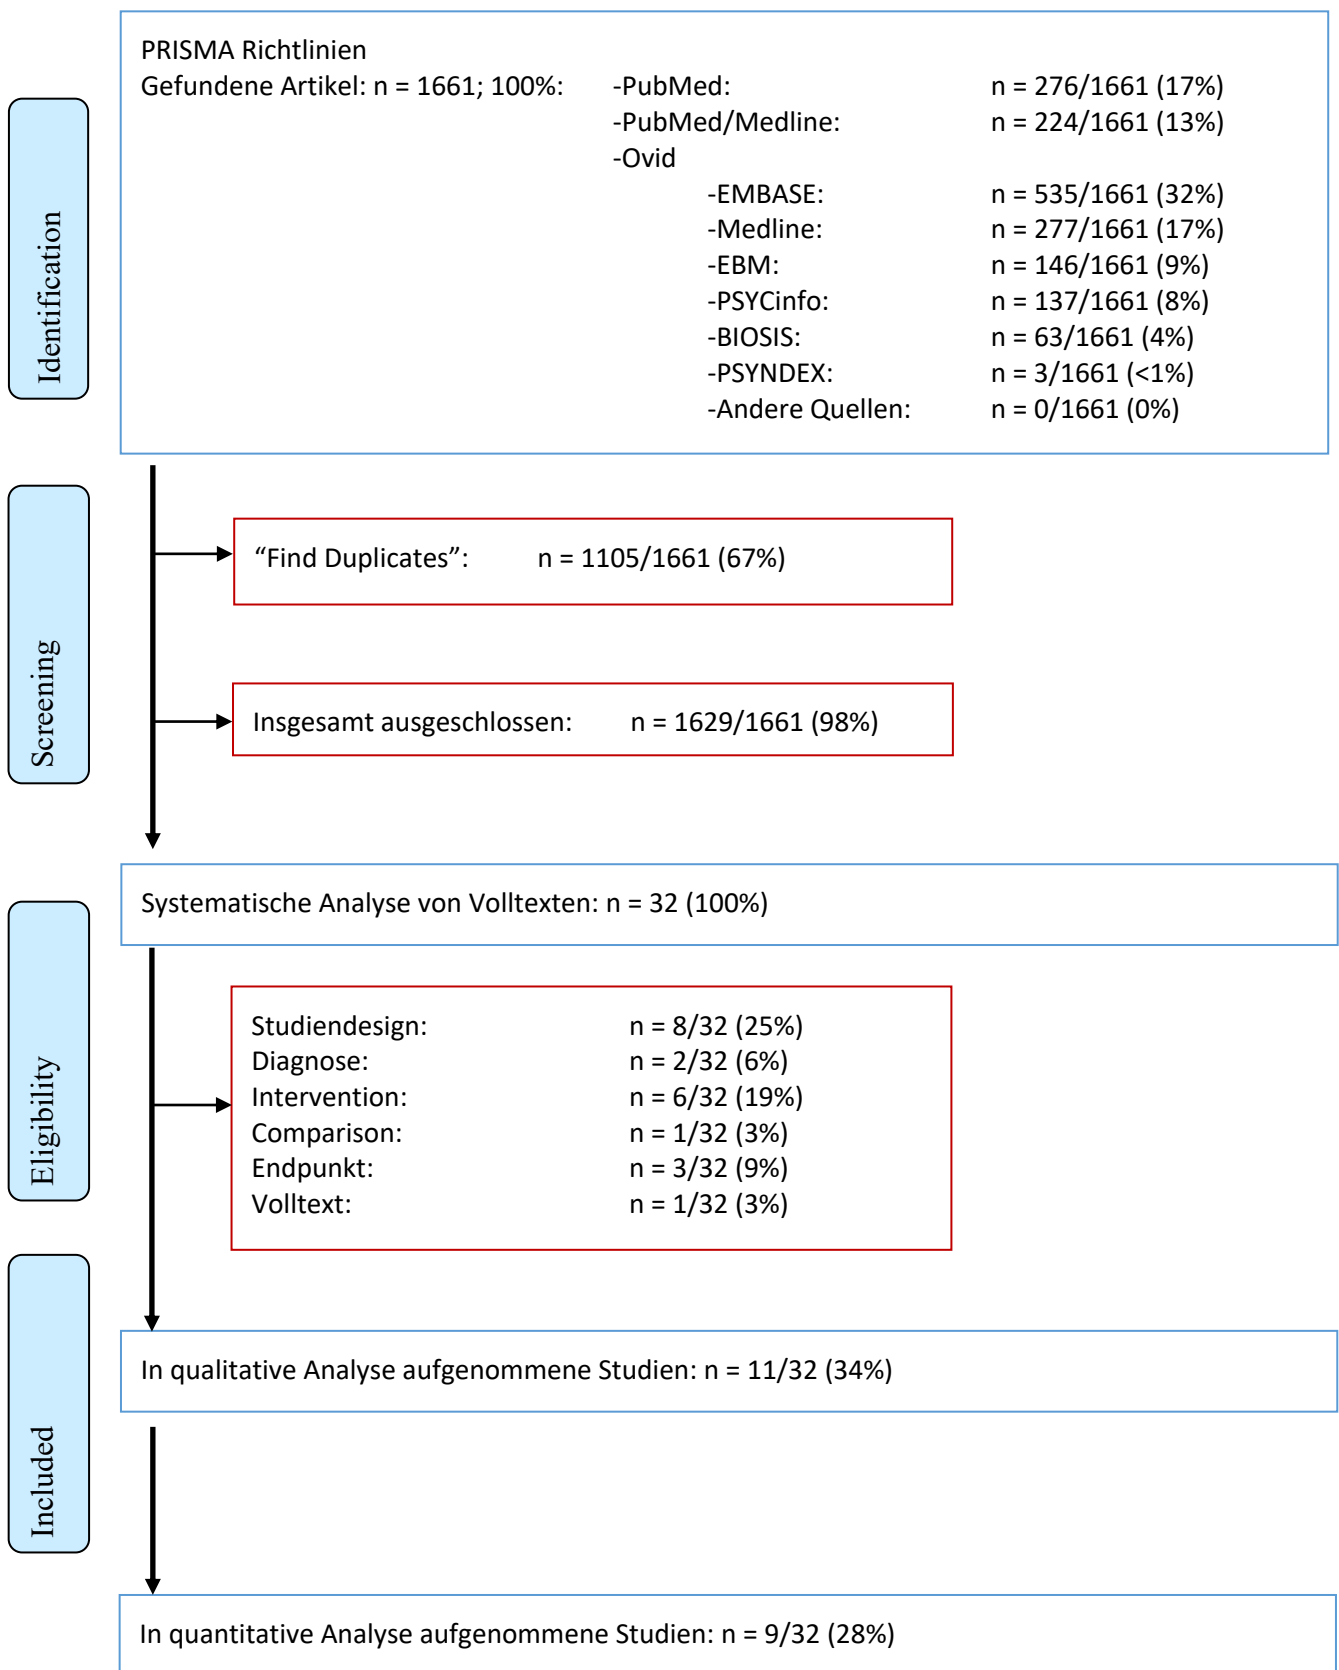 PRISMA Richtlinien
Gefundene Artikel: n = 1661; 100%: -PubMed: n = 276/1661 (17%)
-PubMed/Medline: n = 224/1661 (13%)
-Ovid
-EMBASE: n = 535/1661 (32%)
-Medline: n = 277/1661 (17%)
-EBM: n = 146/1661 (9%)
-PSYCinfo: n = 137/1661 (8%)
-BIOSIS: n = 63/1661 (4%)
-PSYNDEX: n = 3/1661 (<1%)
-Andere Quellen: n = 0/1661 (0%)
Identification
“Find Duplicates”: n = 1105/1661 (67%)
Insgesamt ausgeschlossen: n = 1629/1661 (98%)
Screening
Systematische Analyse von Volltexten: n = 32 (100%)
Studiendesign: n = 8/32 (25%)
Diagnose: n = 2/32 (6%)
Intervention: n = 6/32 (19%)
Comparison: n = 1/32 (3%)
Endpunkt: n = 3/32 (9%)
Volltext: n = 1/32 (3%)
Eligibility
In qualitative Analyse aufgenommene Studien: n = 11/32 (34%)
Included
In quantitative Analyse aufgenommene Studien: n = 9/32 (28%)